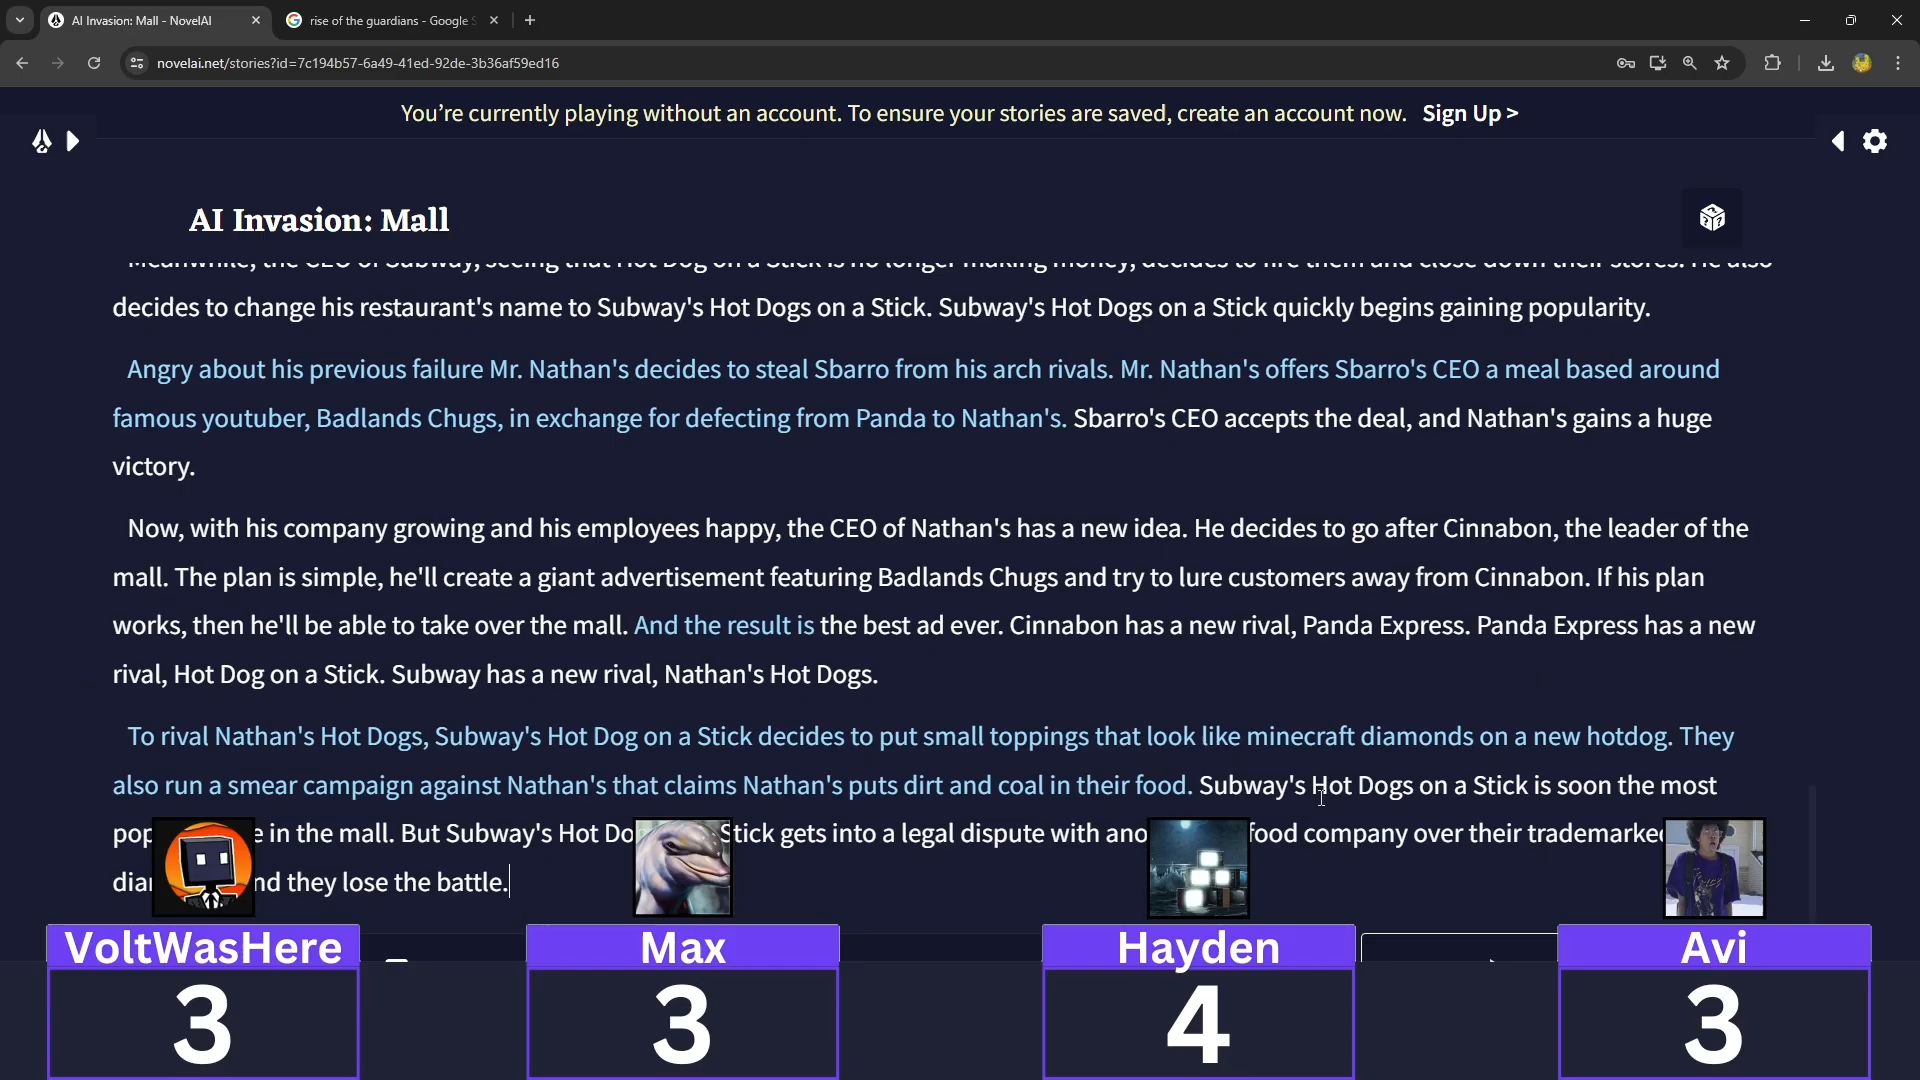 AI Invasion: Mall - NovelAI
rise of the guardians - Google S
novelai.net/stories?id=7c194b57-6a49-41ed-92de-3b36af59ed16
You're currently playing without an account. To ensure your stories are saved, create an account now. Sign Up >
AI Invasion: Mall
Meanwhile, the CEO of Subway, seeing that Hot Dog on a Stick is no longer making money, decides to fire them and close down their stores. He also
decides to change his restaurant's name to Subway's Hot Dogs on a Stick. Subway's Hot Dogs on a Stick quickly begins gaining popularity.
Angry about his previous failure Mr. Nathan's decides to steal Sbarro from his arch rivals. Mr. Nathan's offers Sbarro's CEO a meal based around
famous youtuber, Badlands Chugs, in exchange for defecting from Panda to Nathan's. Sbarro's CEO accepts the deal, and Nathan's gains a huge
victory.
Now, with his company growing and his employees happy, the CEO of Nathan's has a new idea. He decides to go after Cinnabon, the leader of the
mall. The plan is simple, he'll create a giant advertisement featuring Badlands Chugs and try to lure customers away from Cinnabon. If his plan
works, then he'll be able to take over the mall. And the result is the best ad ever. Cinnabon has a new rival, Panda Express. Panda Express has a new
rival, Hot Dog on a Stick. Subway has a new rival, Nathan's Hot Dogs.
To rival Nathan's Hot Dogs, Subway's Hot Dog on a Stick decides to put small toppings that look like minecraft diamonds on a new hotdog. They
also run a smear campaign against Nathan's that claims Nathan's puts dirt and coal in their food. Subway's Hot Dogs on a Stick is soon the most
pop e in the mall. But Subway's Hot Do Stick gets into a legal dispute with ano food company over their trademarked
diar nd they lose the battle.
VoltWasHere
Max
Hayden
Avi
3
3
4
3